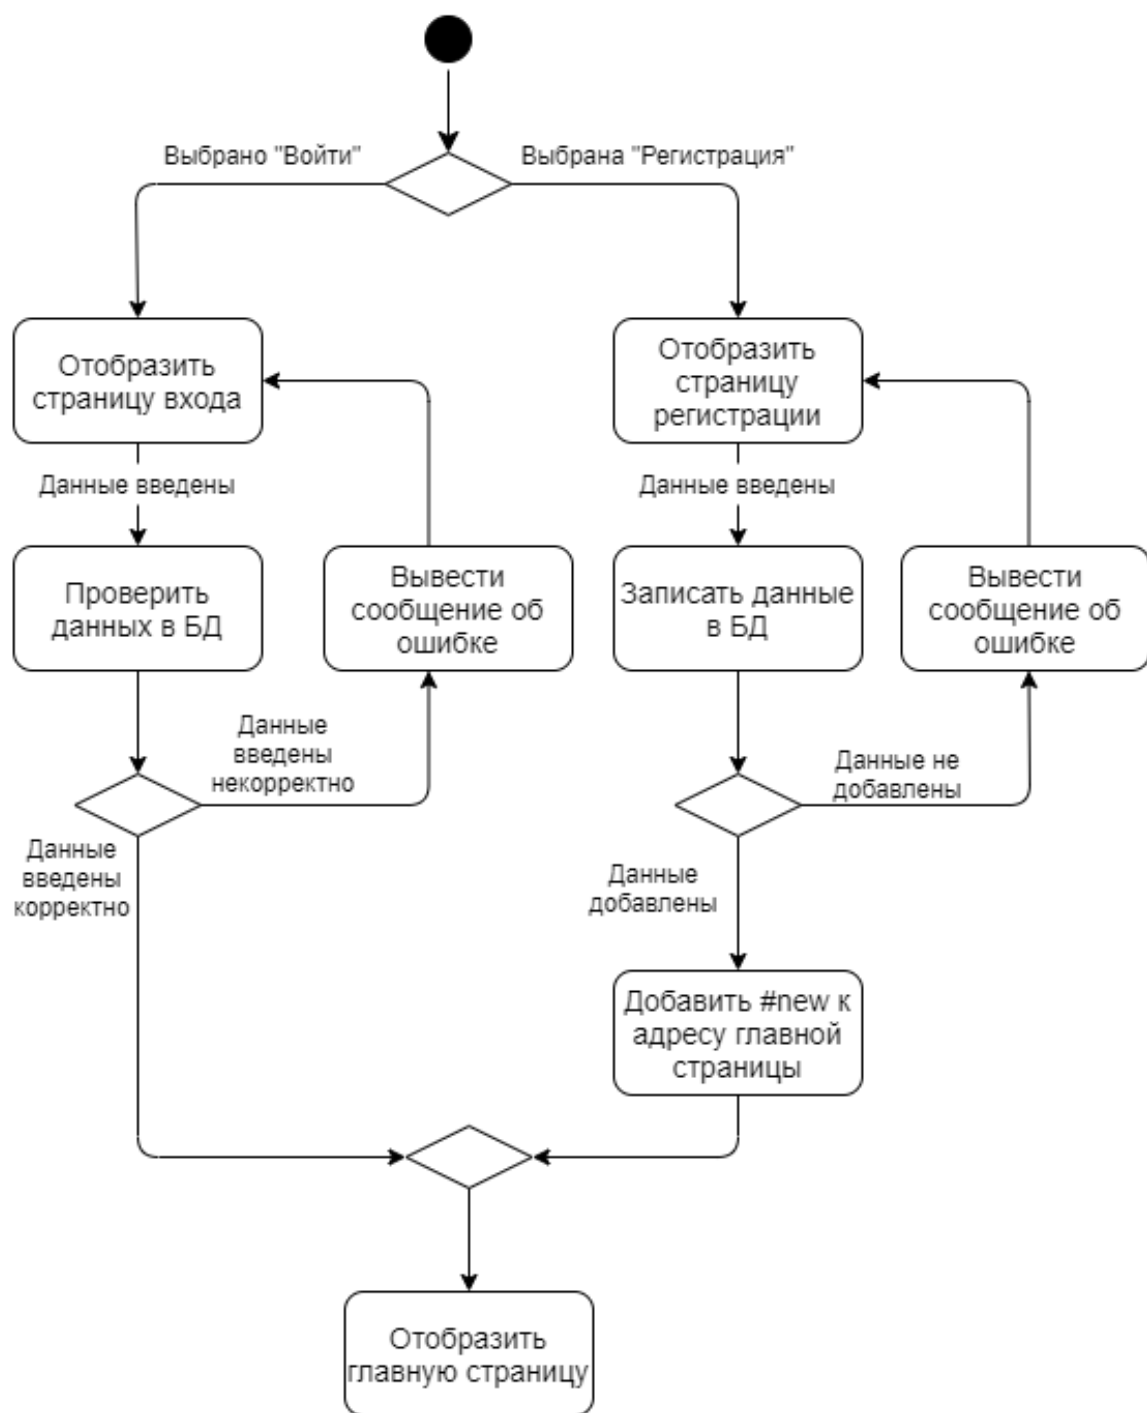 Выбрано "Войти"
Выбрана "Регистрация"
Отобразить
страницу входа
Отобразить
страницу
регистрации
Данные введены
Данные введены
Проверить
данных в БД
Вывести
сообщение об
ошибке
Записать данные
в БД
Вывести
сообщение об
ошибке
Данные
введены
некорректно
Данные не
добавлены
Данные
введены
корректно
Данные
добавлены
Добавить #new к
адресу главной
страницы
Отобразить
главную страницу